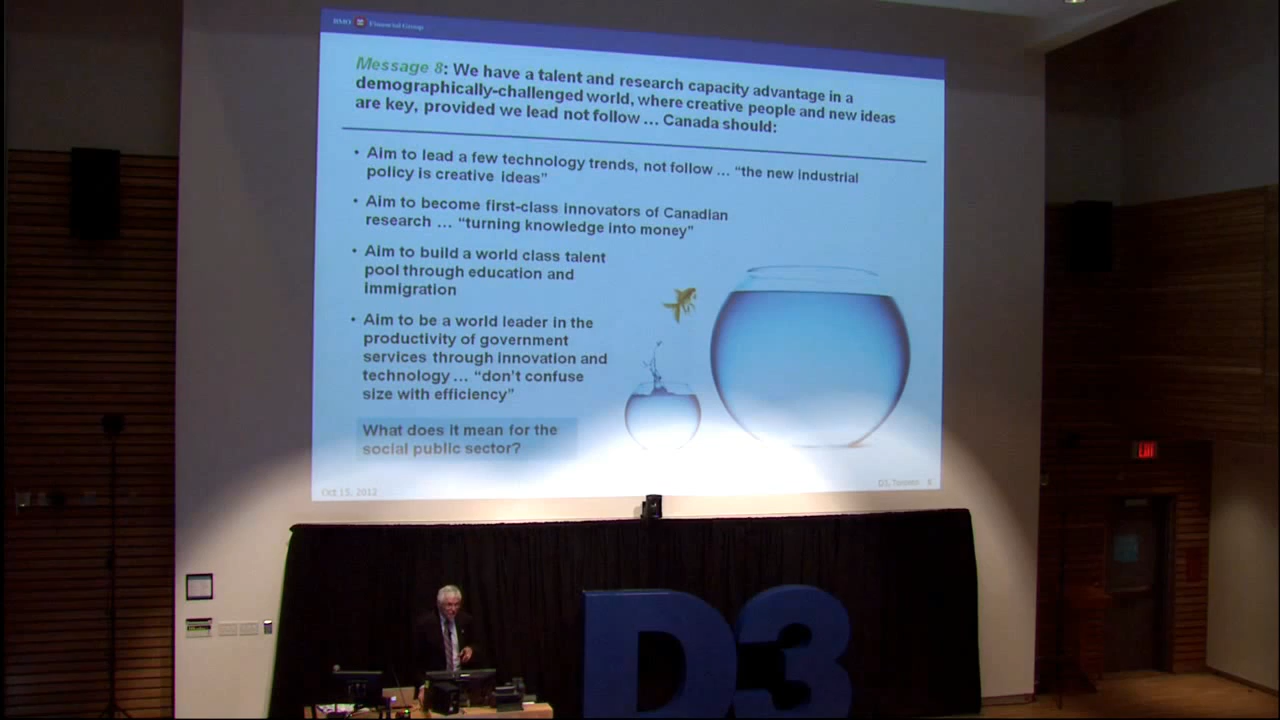 BMO Financial Group
Message 8: We have a talent and research capacity advantage in a
demographically-challenged world, where creative people and new ideas
are key, provided we lead not follow ... Canada should:
• Aim to lead a few technology trends, not follow ... “the new industrial
policy is creative ideas”
• Aim to become first-class innovators of Canadian
research ... “turning knowledge into money”
• Aim to build a world class talent
pool through education and
immigration
• Aim to be a world leader in the
productivity of government
services through innovation and
technology ... “don’t confuse
size with efficiency”
What does it mean for the
social public sector?
Oct 15, 2012
D3, Toronto 8
D3